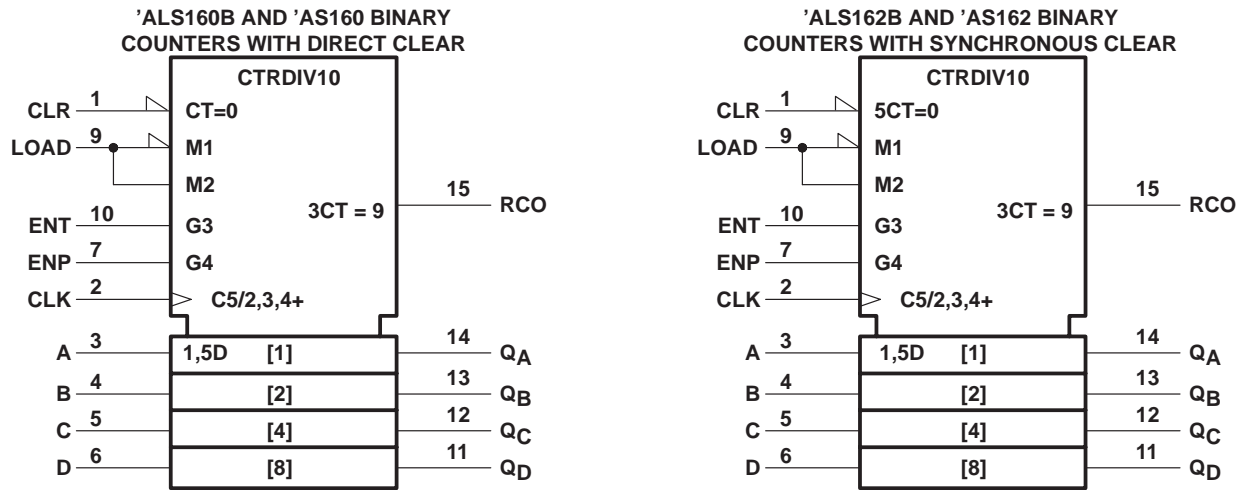 'ALS160B AND 'AS160 BINARY
COUNTERS WITH DIRECT CLEAR
CTRDIV10
CLR 1 CT=0
LOAD 9 M1
M2
3CT = 9 15 RCO
ENT 10 G3
ENP 7 G4
CLK 2 C5/2,3,4+
A 3 1,5D [1] 14 QA
B 4 [2] 13 QB
C 5 [4] 12 QC
D 6 [8] 11 QD
'ALS162B AND 'AS162 BINARY
COUNTERS WITH SYNCHRONOUS CLEAR
CTRDIV10
CLR 1 5CT=0
LOAD 9 M1
M2
3CT = 9 15 RCO
ENT 10 G3
ENP 7 G4
CLK 2 C5/2,3,4+
A 3 1,5D [1] 14 QA
B 4 [2] 13 QB
C 5 [4] 12 QC
D 6 [8] 11 QD